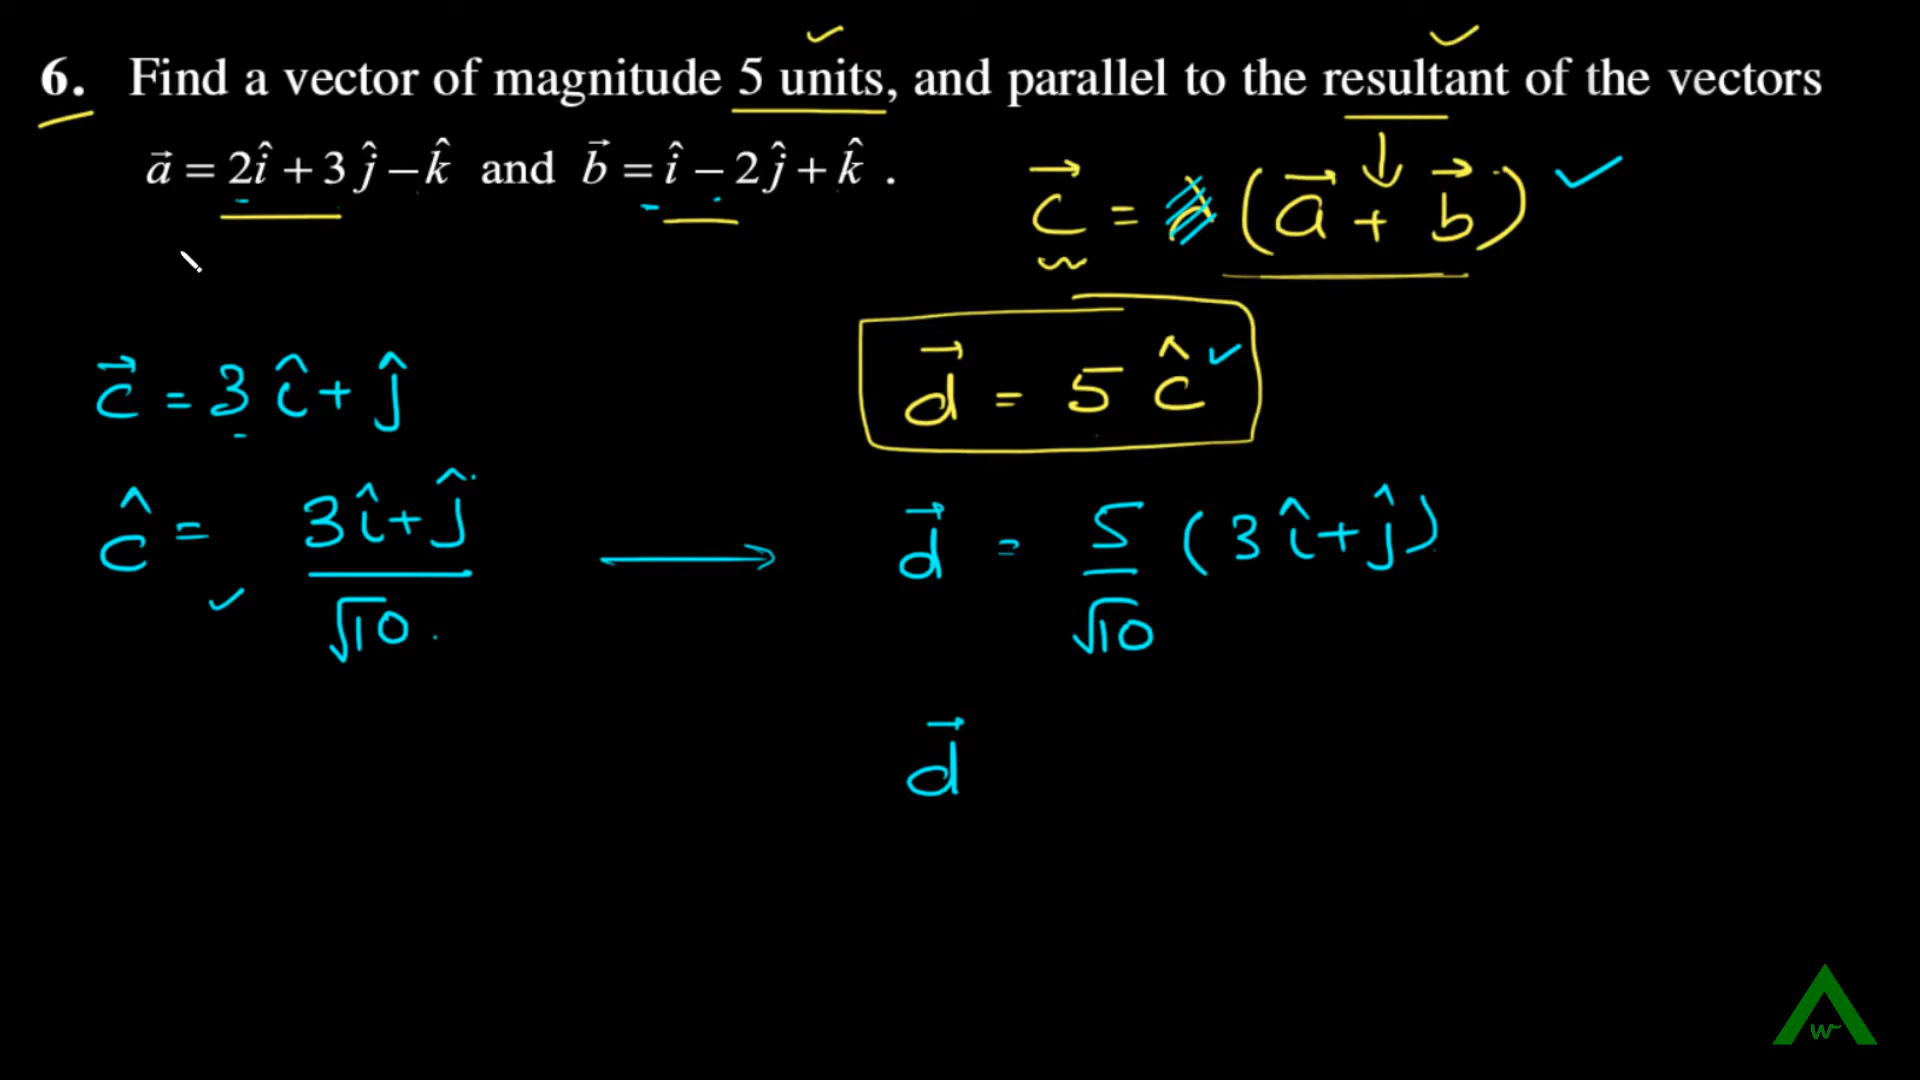 6. Find a vector of magnitude 5 units, and parallel to the resultant of the vectors
a⃗ = 2î + 3ĵ − k̂ and b⃗ = î − 2ĵ + k̂ .
c⃗ = (a⃗ + b⃗)
d⃗ = 5ĉ
c⃗ = 3î + ĵ
ĉ = (3î + ĵ)/√10
d⃗ = 5/√10 (3î + ĵ)
d⃗
w